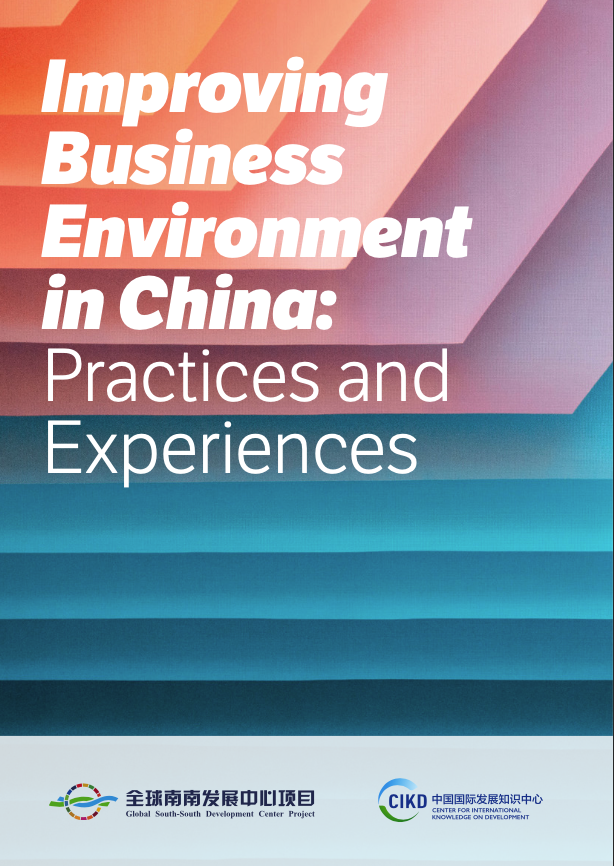 Improving
Business
Environment
in China:
Practices and
Experiences
全球南南发展中心项目
Global South-South Development Center Project
CIKD
中国国际发展知识中心
CENTER FOR INTERNATIONAL
KNOWLEDGE ON DEVELOPMENT